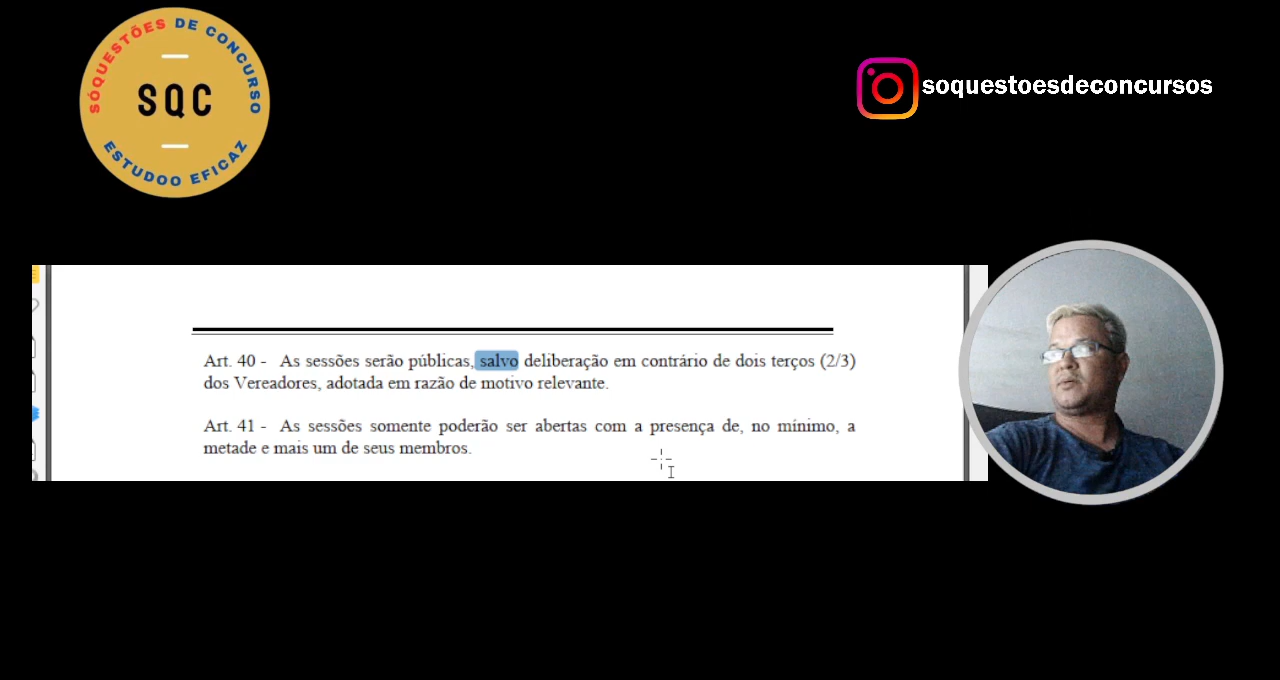 SÓQUESTÕES DE CONCURSO
SQC
ESTUDOO EFICAZ
soquestoesdeconcursos
Art. 40 - As sessões serão públicas, salvo deliberação em contrário de dois terços (2/3)
dos Vereadores, adotada em razão de motivo relevante.
Art. 41 - As sessões somente poderão ser abertas com a presença de, no mínimo, a
metade e mais um de seus membros.